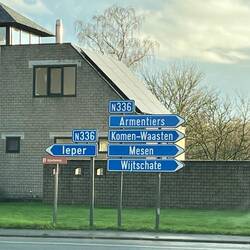 N336
Armentiers
Komen-Waasten
Mesen
Wijtschate
N336
Ieper